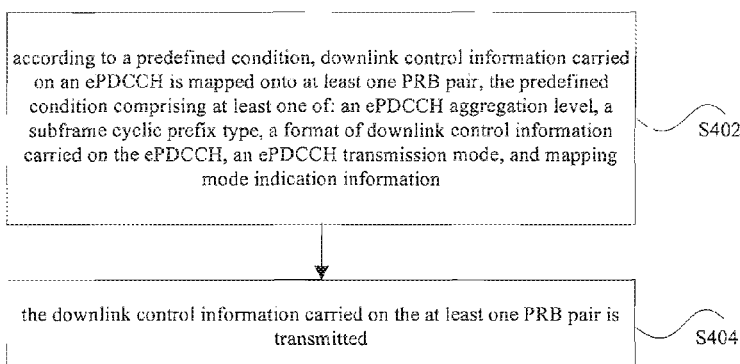 according to a predefined condition, downlink control information carried
on an ePDCCH is mapped onto at least one PRB pair, the predefined
condition comprising at least one of: an ePDCCH aggregation level, a
subframe cyclic prefix type, a format of downlink control information
carried on the ePDCCH, an ePDCCH transmission mode, and mapping
mode indication information
S402
the downlink control information carried on the at least one PRB pair is
transmitted
S404